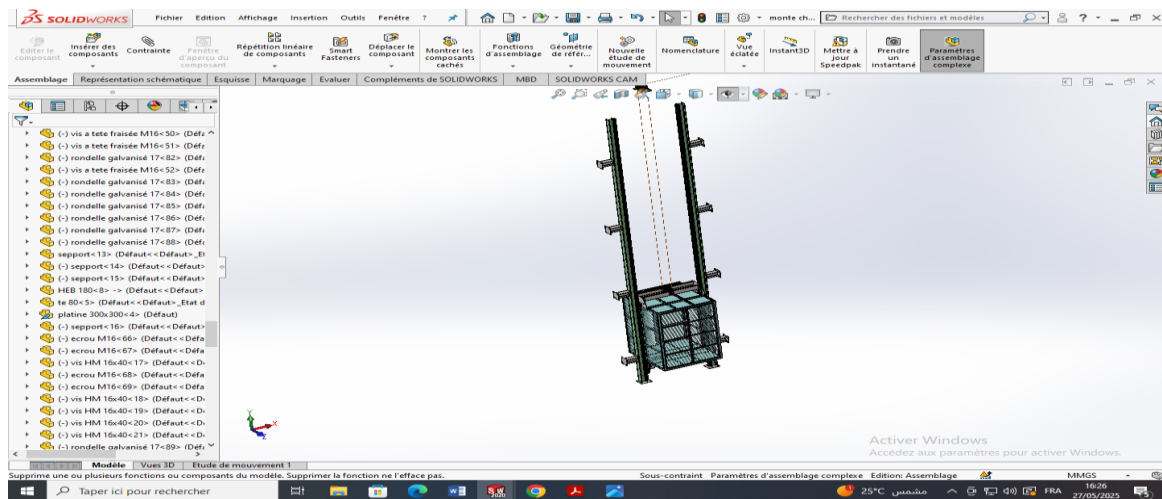 SOLIDWORKS Fichier Edition Affichage Insertion Outils Fenêtre ? monte ch... Rechercher des fichiers et modèles
Editer le composant
Insérer des composants
Contrainte
Fenêtre d'aperçu du composant
Répétition linéaire de composants
Smart Fasteners
Déplacer le composant
Montrer les composants cachés
Fonctions d'assemblage
Géométrie de référ...
Nouvelle étude de mouvement
Nomenclature
Vue éclatée
Instant3D
Mettre à jour Speedpak
Prendre un instantané
Paramètres d'assemblage complexe
Assemblage Représentation schématique Esquisse Marquage Evaluer Compléments de SOLIDWORKS MBD SOLIDWORKS CAM
(-) vis a tete fraisée M16<50> (Défa
(-) vis a tete fraisée M16<51> (Défa
(-) rondelle galvanisé 17<82> (Défa
(-) vis a tete fraisée M16<52> (Défa
(-) rondelle galvanisé 17<83> (Défa
(-) rondelle galvanisé 17<84> (Défa
(-) rondelle galvanisé 17<85> (Défa
(-) rondelle galvanisé 17<86> (Défa
(-) rondelle galvanisé 17<87> (Défa
(-) rondelle galvanisé 17<88> (Défa
sepport<13> (Défaut<<Défaut>_Et
(-) sepport<14> (Défaut<<Défaut>
(-) sepport<15> (Défaut<<Défaut>
HEB 180<8> -> (Défaut<<Défaut>
te 80<5> (Défaut<<Défaut>_Etat d
platine 300x300<4> (Défaut)
(-) sepport<16> (Défaut<<Défaut>
(-) ecrou M16<66> (Défaut<<Défa
(-) ecrou M16<67> (Défaut<<Défa
(-) vis HM 16x40<17> (Défaut<<D
(-) ecrou M16<68> (Défaut<<Défa
(-) ecrou M16<69> (Défaut<<Défa
(-) vis HM 16x40<18> (Défaut<<D
(-) vis HM 16x40<19> (Défaut<<D
(-) vis HM 16x40<20> (Défaut<<D
(-) vis HM 16x40<21> (Défaut<<D
(-) rondelle galvanisé 17<89> (Défa
Y X Z
Activer Windows
Accédez aux paramètres pour activer Windows.
Modèle Vues 3D Etude de mouvement 1
Supprime une ou plusieurs fonctions ou composants du modèle. Supprimer la fonction ne l'efface pas. Sous-contraint Paramètres d'assemblage complexe Edition: Assemblage MMGS
Taper ici pour rechercher 25°C مشمس FRA 16:26
27/05/2025